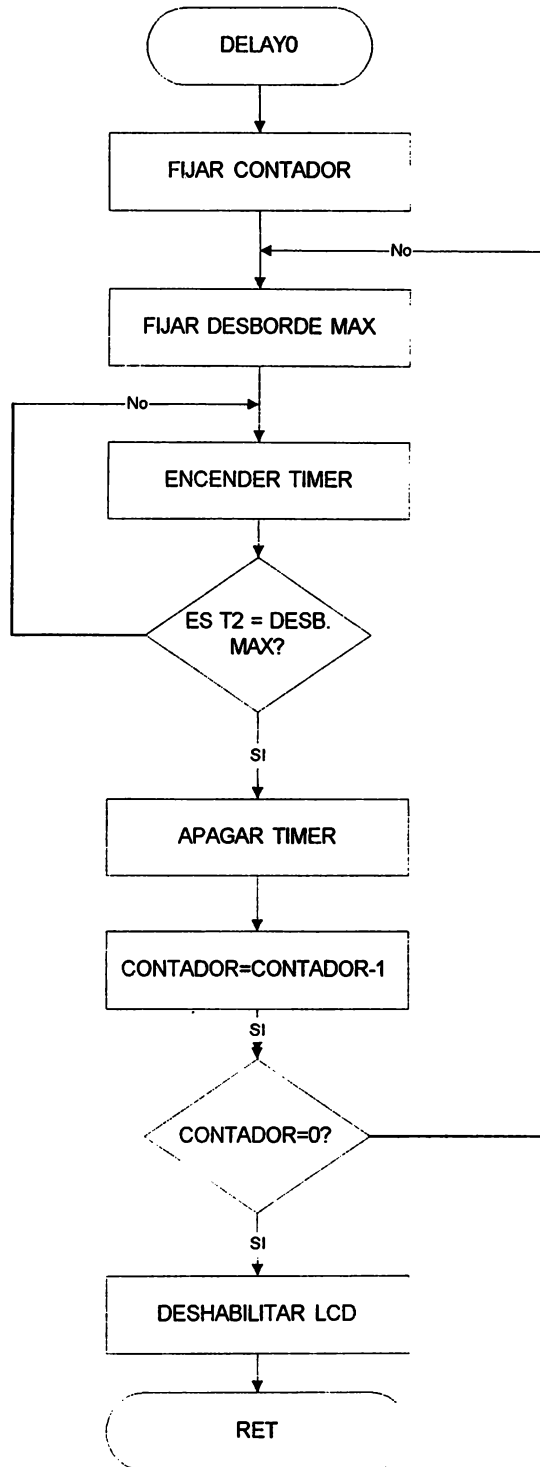 DELAY0
FIJAR CONTADOR
No
FIJAR DESBORDE MAX
No
ENCENDER TIMER
ES T2 = DESB.
MAX?
SI
APAGAR TIMER
CONTADOR=CONTADOR-1
SI
CONTADOR=0?
SI
DESHABILITAR LCD
RET